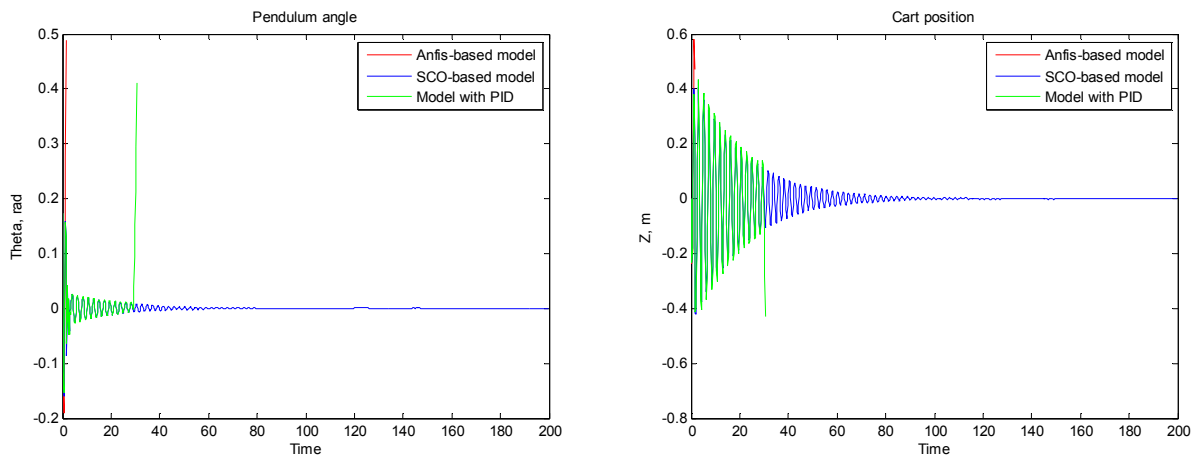 Pendulum angle
0.5
0.4
0.3
0.2
0.1
0
-0.1
-0.2
Theta, rad
0 20 40 60 80 100 120 140 160 180 200
Time
Anfis-based model
SCO-based model
Model with PID
Cart position
0.6
0.4
0.2
0
-0.2
-0.4
-0.6
-0.8
Z, m
0 20 40 60 80 100 120 140 160 180 200
Time
Anfis-based model
SCO-based model
Model with PID